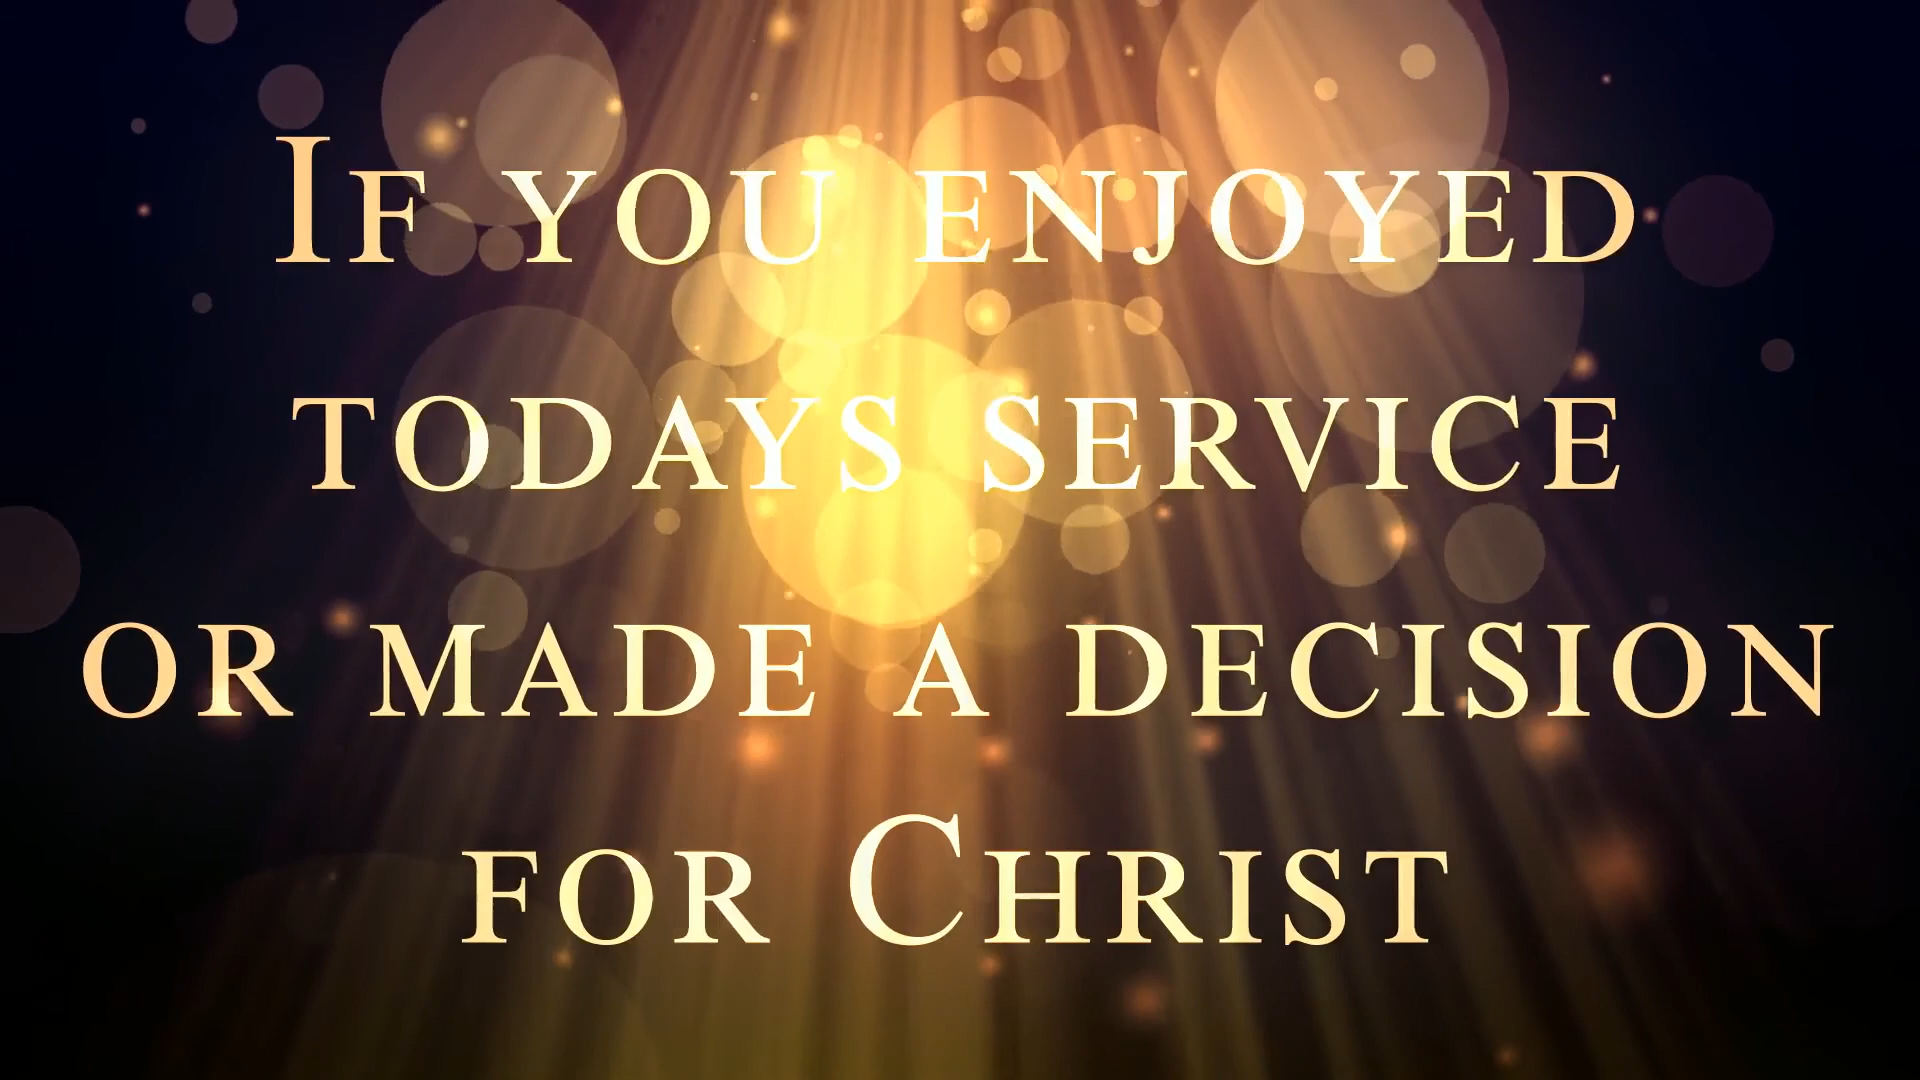 If you enjoyed
todays service
or made a decision
for Christ